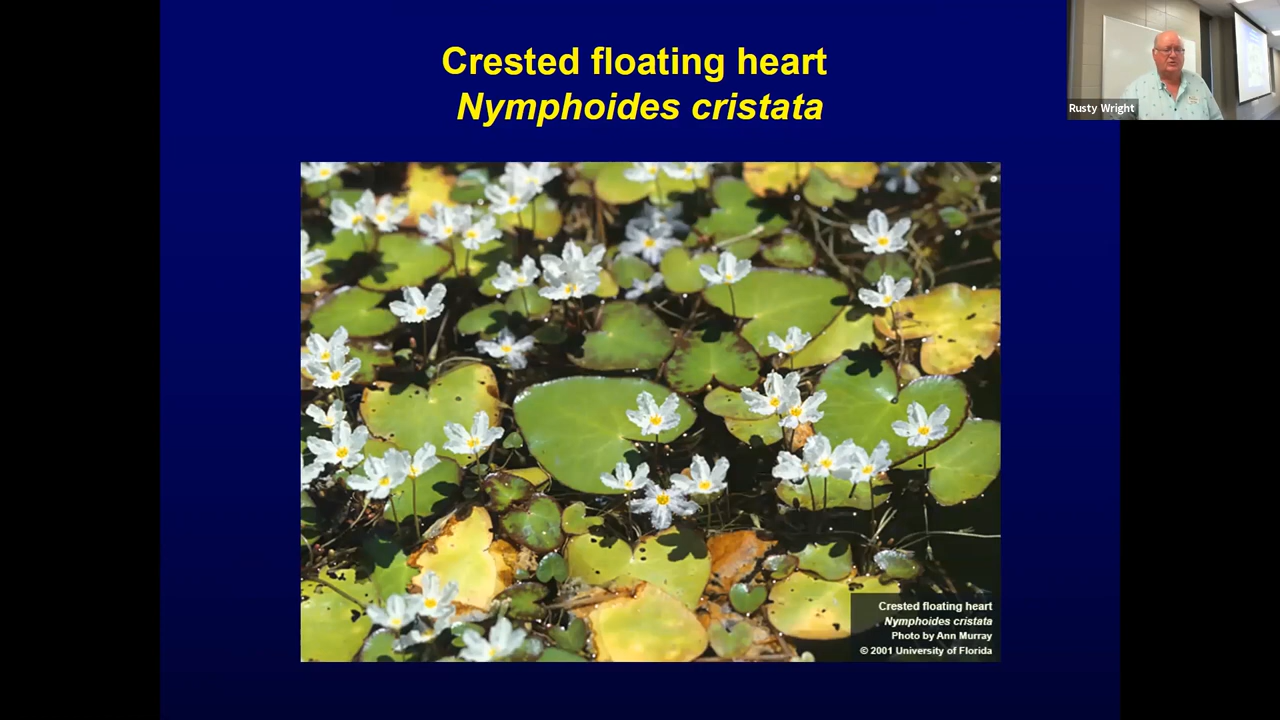 Crested floating heart
Nymphoides cristata
Rusty Wright
Crested floating heart
Nymphoides cristata
Photo by Ann Murray
© 2001 University of Florida